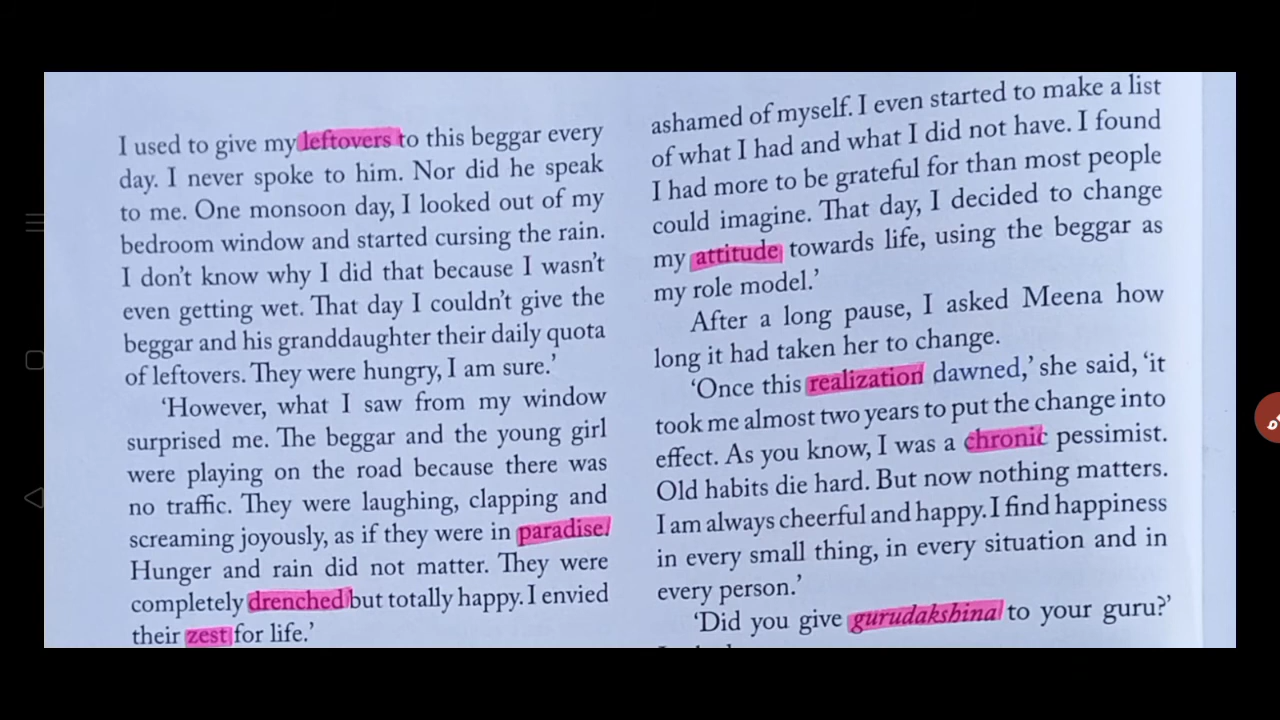 I used to give my leftovers to this beggar every
day. I never spoke to him. Nor did he speak
to me. One monsoon day, I looked out of my
bedroom window and started cursing the rain.
I don't know why I did that because I wasn't
even getting wet. That day I couldn't give the
beggar and his granddaughter their daily quota
of leftovers. They were hungry, I am sure.'
'However, what I saw from my window
surprised me. The beggar and the young girl
were playing on the road because there was
no traffic. They were laughing, clapping and
screaming joyously, as if they were in paradise.
Hunger and rain did not matter. They were
completely drenched but totally happy. I envied
their zest for life.'
ashamed of myself. I even started to make a list
of what I had and what I did not have. I found
I had more to be grateful for than most people
could imagine. That day, I decided to change
my attitude towards life, using the beggar as
my role model.'
After a long pause, I asked Meena how
long it had taken her to change.
'Once this realization dawned,' she said, 'it
took me almost two years to put the change into
effect. As you know, I was a chronic pessimist.
Old habits die hard. But now nothing matters.
I am always cheerful and happy. I find happiness
in every small thing, in every situation and in
every person.'
'Did you give gurudakshina to your guru?'